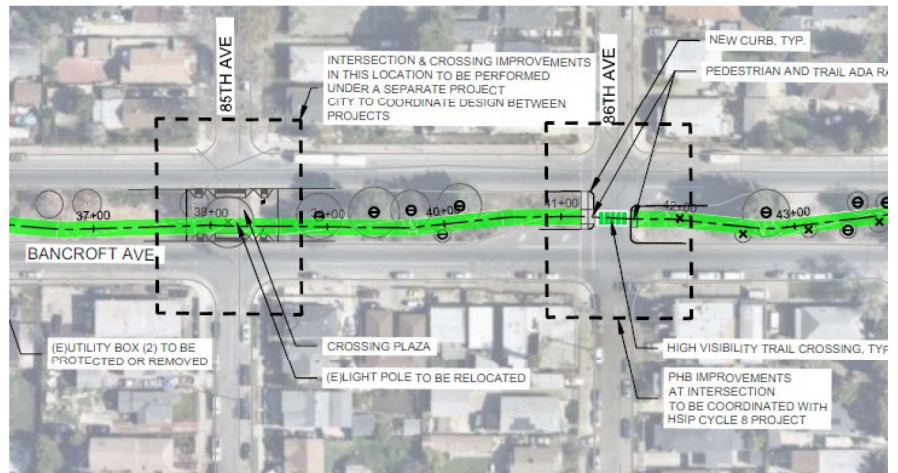 85TH AVE
INTERSECTION & CROSSING IMPROVEMENTS
IN THIS LOCATION TO BE PERFORMED
UNDER A SEPARATE PROJECT
CITY TO COORDINATE DESIGN BETWEEN
PROJECTS
86TH AVE
NEW CURB, TYP.
PEDESTRIAN AND TRAIL ADA RA
37+00
38+00
40+00
41+00
42+00
43+00
BANCROFT AVE
(E)UTILITY BOX (2) TO BE
PROTECTED OR REMOVED
CROSSING PLAZA
(E)LIGHT POLE TO BE RELOCATED
HIGH VISIBILITY TRAIL CROSSING, TYP
PHB IMPROVEMENTS
AT INTERSECTION
TO BE COORDINATED WITH
HSIP CYCLE 8 PROJECT